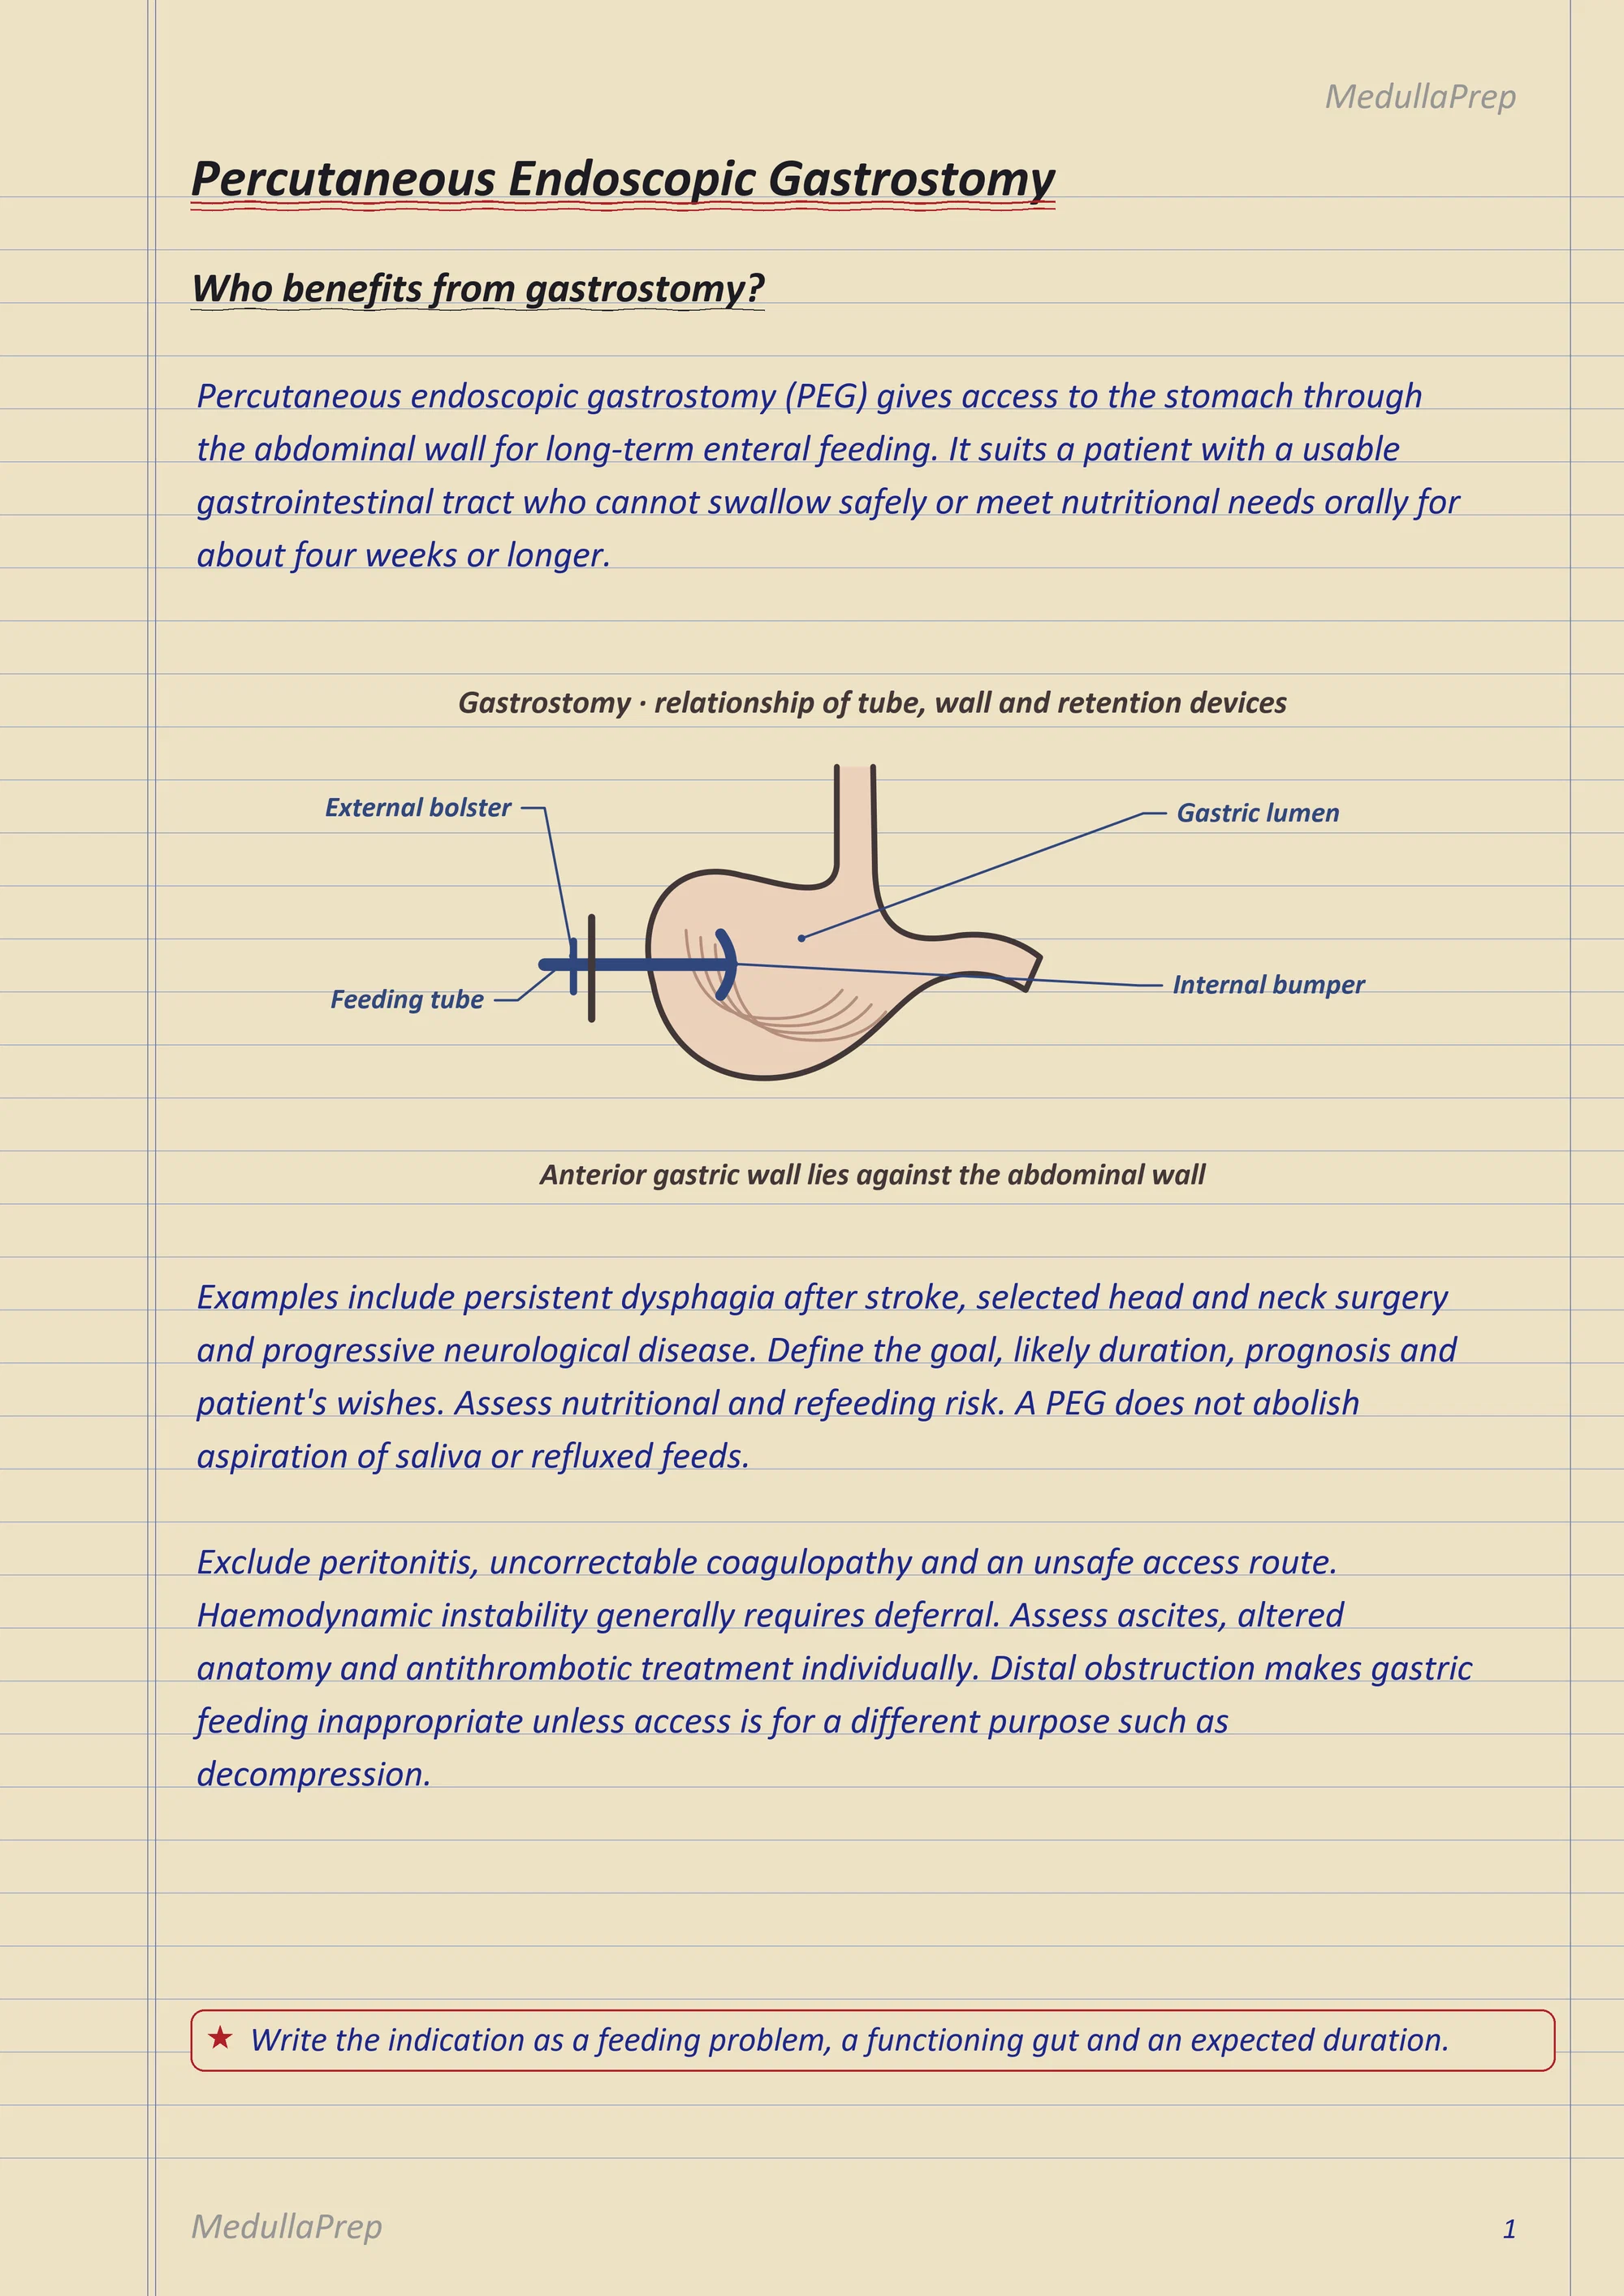 MedullaPrep
Percutaneous Endoscopic Gastrostomy
Who benefits from gastrostomy?
Percutaneous endoscopic gastrostomy (PEG) gives access to the stomach through
the abdominal wall for long-term enteral feeding. It suits a patient with a usable
gastrointestinal tract who cannot swallow safely or meet nutritional needs orally for
about four weeks or longer.
Gastrostomy · relationship of tube, wall and retention devices
External bolster
Gastric lumen
Feeding tube
Internal bumper
Anterior gastric wall lies against the abdominal wall
Examples include persistent dysphagia after stroke, selected head and neck surgery
and progressive neurological disease. Define the goal, likely duration, prognosis and
patient's wishes. Assess nutritional and refeeding risk. A PEG does not abolish
aspiration of saliva or refluxed feeds.
Exclude peritonitis, uncorrectable coagulopathy and an unsafe access route.
Haemodynamic instability generally requires deferral. Assess ascites, altered
anatomy and antithrombotic treatment individually. Distal obstruction makes gastric
feeding inappropriate unless access is for a different purpose such as
decompression.
★ Write the indication as a feeding problem, a functioning gut and an expected duration.
MedullaPrep
1